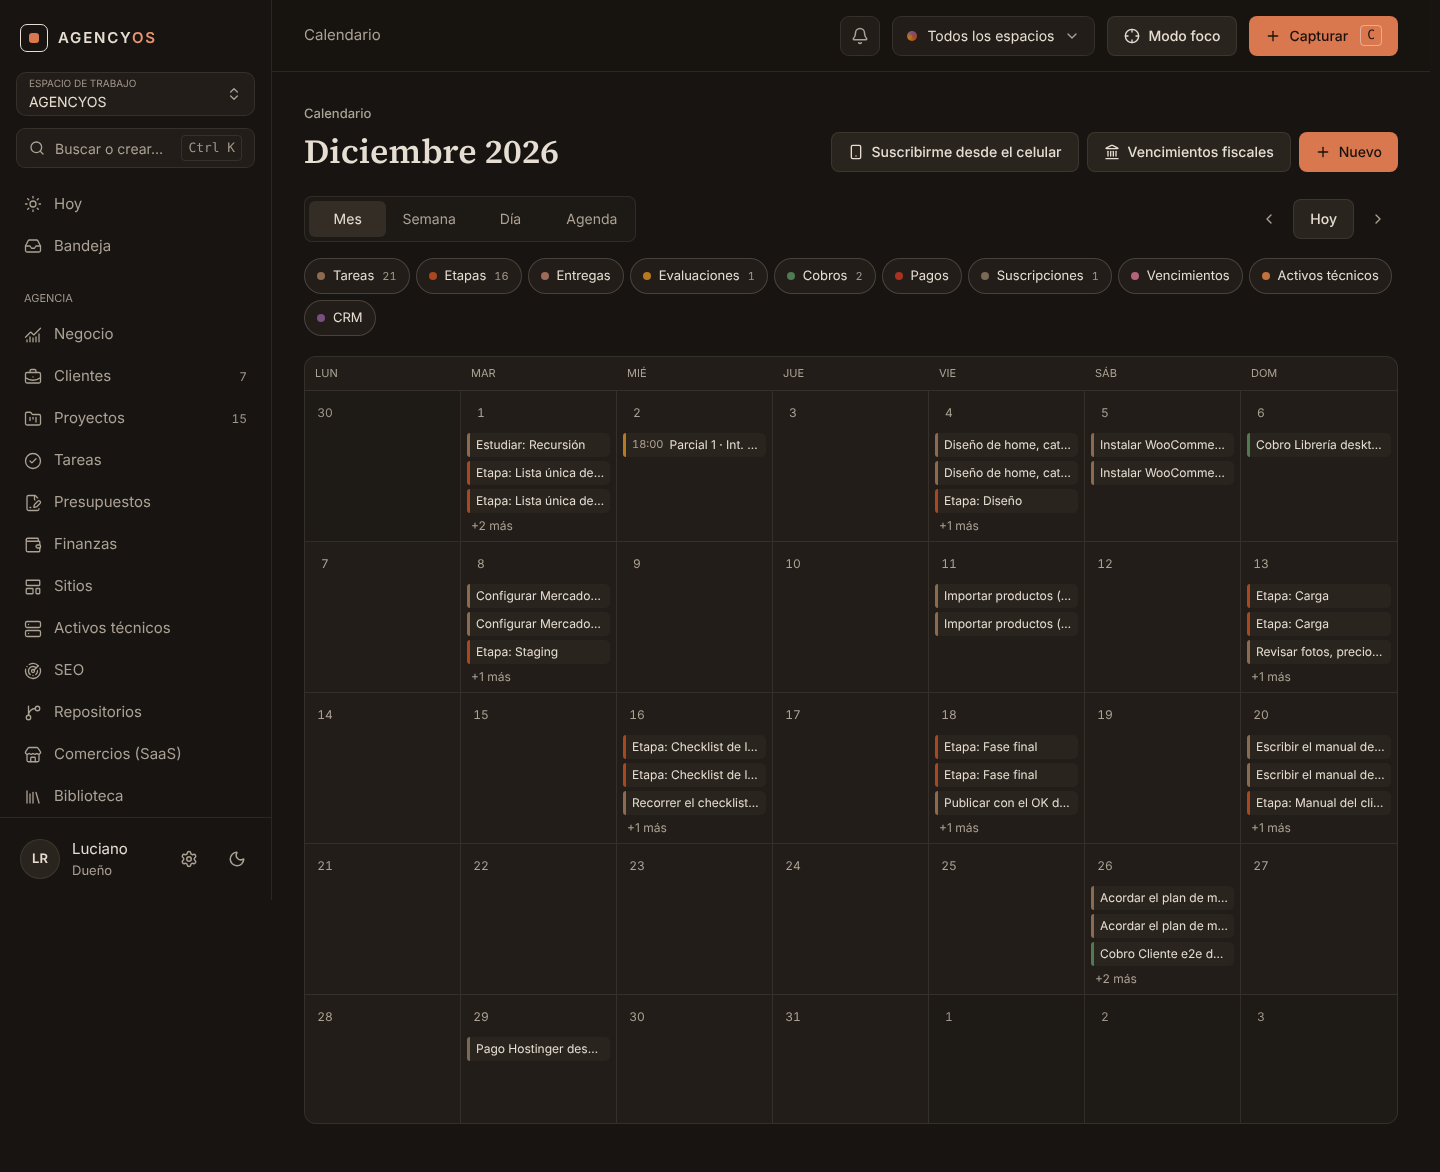 AGENCYOS
ESPACIO DE TRABAJO
AGENCYOS
Buscar o crear... Ctrl K
Hoy
Bandeja
AGENCIA
Negocio
Clientes 7
Proyectos 15
Tareas
Presupuestos
Finanzas
Sitios
Activos técnicos
SEO
Repositorios
Comercios (SaaS)
Biblioteca
LR Luciano
Dueño
Calendario
Todos los espacios
Modo foco
Capturar C
Calendario
Diciembre 2026
Suscribirme desde el celular
Vencimientos fiscales
Nuevo
Mes Semana Día Agenda
Hoy
Tareas 21 Etapas 16 Entregas Evaluaciones 1 Cobros 2 Pagos Suscripciones 1 Vencimientos Activos técnicos
CRM
LUN MAR MIÉ JUE VIE SÁB DOM
30
1
Estudiar: Recursión
Etapa: Lista única de...
Etapa: Lista única de...
+2 más
2
18:00 Parcial 1 · Int. ...
3
4
Diseño de home, cat...
Diseño de home, cat...
Etapa: Diseño
+1 más
5
Instalar WooComme...
Instalar WooComme...
6
Cobro Librería deskt...
7
8
Configurar Mercado...
Configurar Mercado...
Etapa: Staging
+1 más
9
10
11
Importar productos (...
Importar productos (...
12
13
Etapa: Carga
Etapa: Carga
Revisar fotos, precio...
+1 más
14
15
16
Etapa: Checklist de l...
Etapa: Checklist de l...
Recorrer el checklist...
+1 más
17
18
Etapa: Fase final
Etapa: Fase final
Publicar con el OK d...
+1 más
19
20
Escribir el manual de...
Escribir el manual de...
Etapa: Manual del cli...
+1 más
21
22
23
24
25
26
Acordar el plan de m...
Acordar el plan de m...
Cobro Cliente e2e d...
+2 más
27
28
29
Pago Hostinger des...
30
31
1
2
3